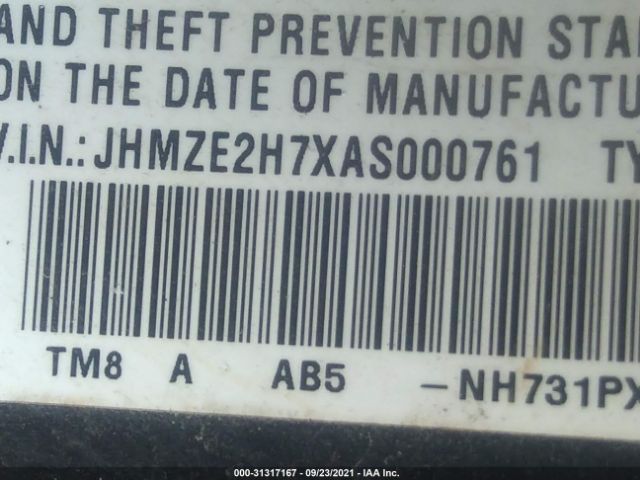 AND THEFT PREVENTION STA
ON THE DATE OF MANUFACTU
V.I.N.: JHMZE2H7XAS000761 TY
TM8 A AB5 -NH731PX
000-31317167 - 09/23/2021 - IAA Inc.